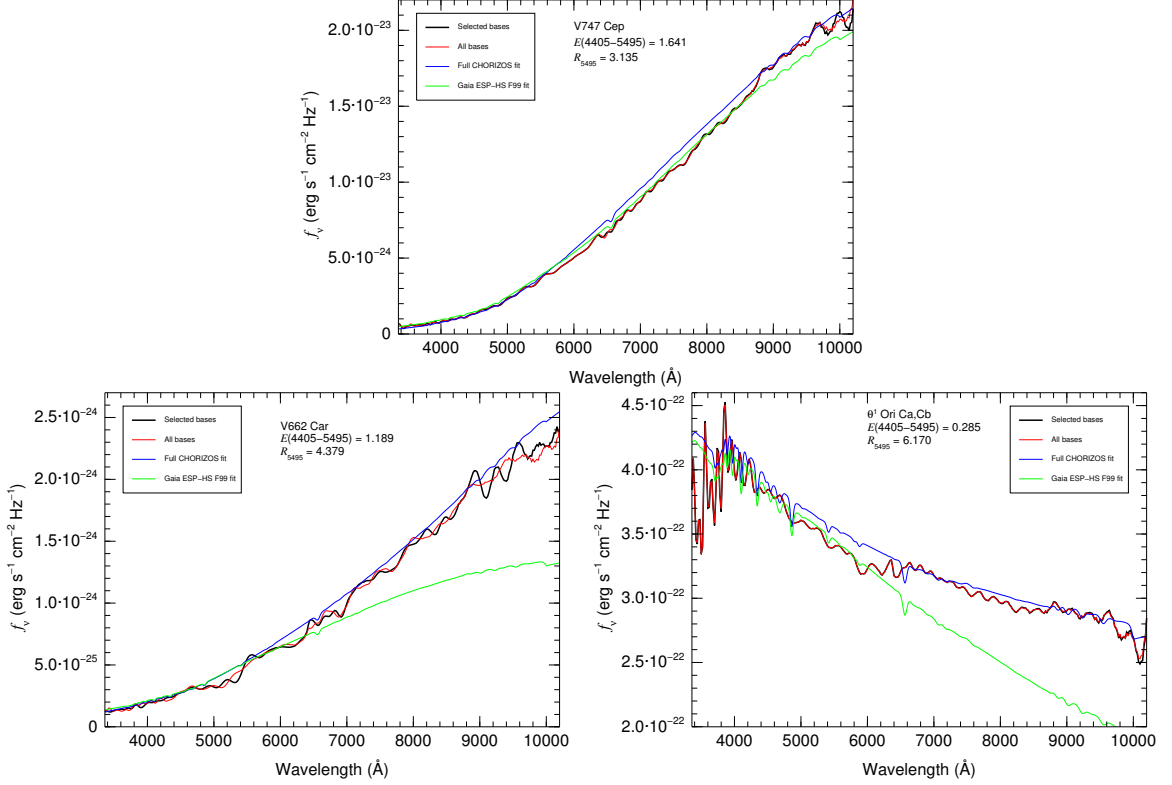 2.0·10⁻²³
1.5·10⁻²³
1.0·10⁻²³
5.0·10⁻²⁴
0
fν (erg s⁻¹ cm⁻² Hz⁻¹)
Selected bases
All bases
Full CHORIZOS fit
Gaia ESP−HS F99 fit
V747 Cep
E(4405−5495) = 1.641
R₅₄₉₅ = 3.135
4000 5000 6000 7000 8000 9000 10000
Wavelength (Å)
2.5·10⁻²⁴
2.0·10⁻²⁴
1.5·10⁻²⁴
1.0·10⁻²⁴
5.0·10⁻²⁵
0
fν (erg s⁻¹ cm⁻² Hz⁻¹)
Selected bases
All bases
Full CHORIZOS fit
Gaia ESP−HS F99 fit
V662 Car
E(4405−5495) = 1.189
R₅₄₉₅ = 4.379
4000 5000 6000 7000 8000 9000 10000
Wavelength (Å)
4.5·10⁻²²
4.0·10⁻²²
3.5·10⁻²²
3.0·10⁻²²
2.5·10⁻²²
2.0·10⁻²²
fν (erg s⁻¹ cm⁻² Hz⁻¹)
θ¹ Ori Ca,Cb
E(4405−5495) = 0.285
R₅₄₉₅ = 6.170
Selected bases
All bases
Full CHORIZOS fit
Gaia ESP−HS F99 fit
4000 5000 6000 7000 8000 9000 10000
Wavelength (Å)